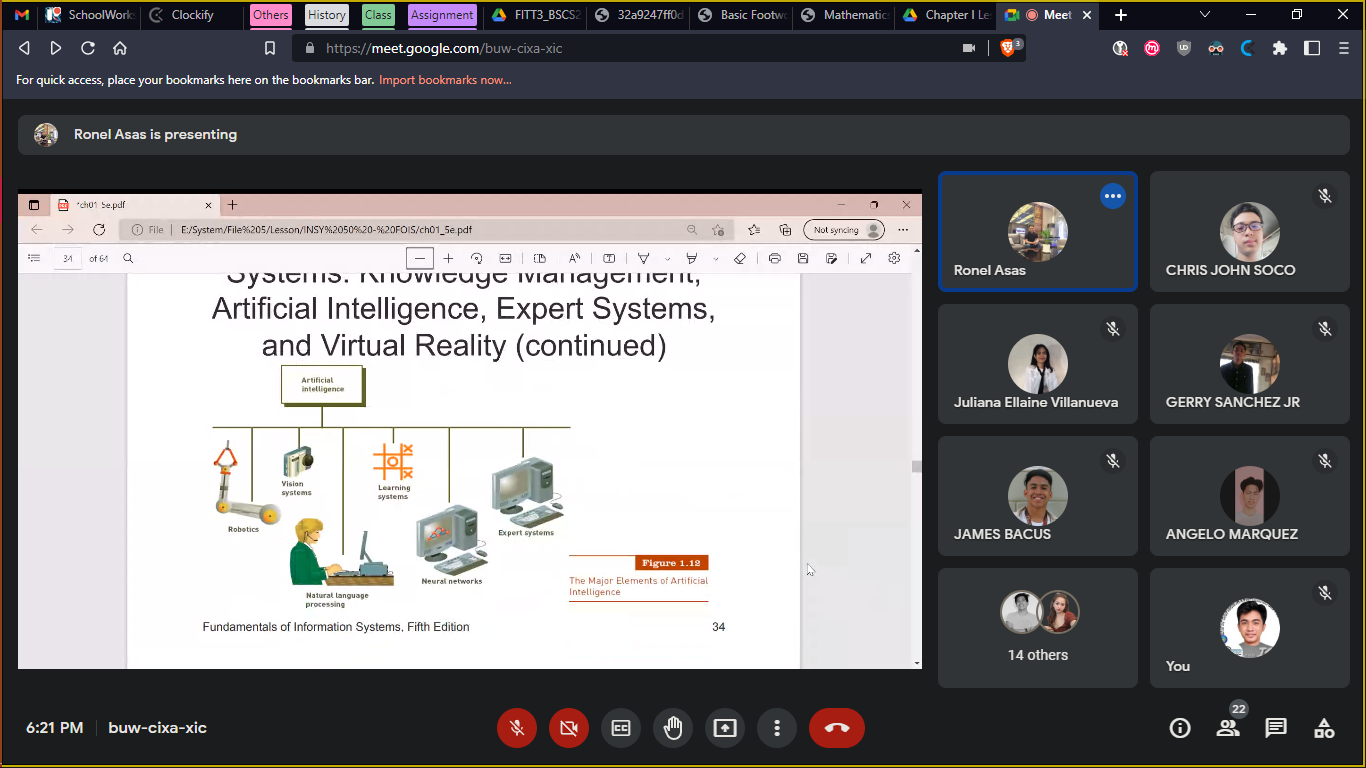 SchoolWorks
Clockify
Others
History
Class
Assignment
FITT3_BSCS2
32a9247ff0d
Basic Footwo
Mathematics
Chapter I Les
Meet
https://meet.google.com/buw-cixa-xic
3
For quick access, place your bookmarks here on the bookmarks bar. Import bookmarks now...
Ronel Asas is presenting
*ch01_5e.pdf
File
E:/System/File%205/Lesson/INSY%2050%20-%20FOIS/ch01_5e.pdf
Not syncing
34 of 64
Systems: Knowledge Management,
Artificial Intelligence, Expert Systems,
and Virtual Reality (continued)
Artificial
intelligence
Vision
systems
Learning
systems
Robotics
Expert systems
Neural networks
Natural language
processing
Figure 1.12
The Major Elements of Artificial
Intelligence
Fundamentals of Information Systems, Fifth Edition
34
Ronel Asas
CHRIS JOHN SOCO
Juliana Ellaine Villanueva
GERRY SANCHEZ JR
JAMES BACUS
ANGELO MARQUEZ
14 others
You
6:21 PM
buw-cixa-xic
22